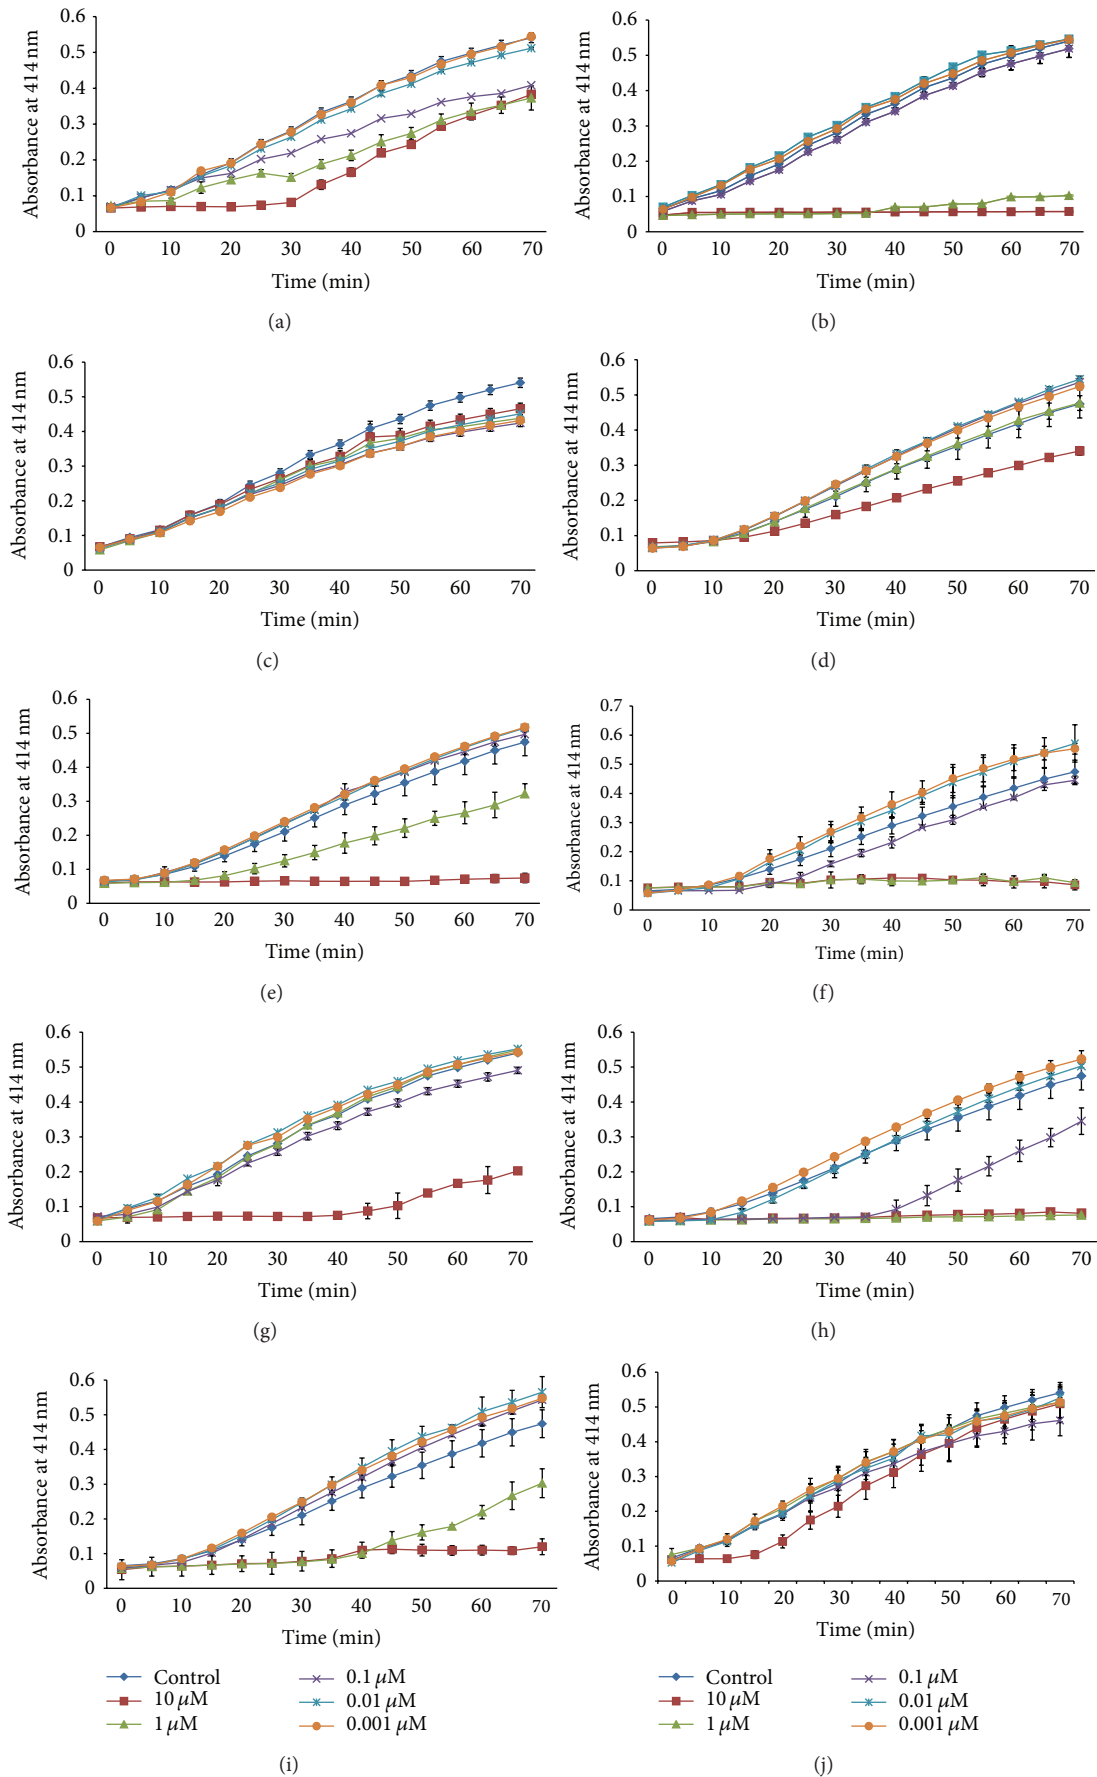 Absorbance at 414 nm
0.6
0.5
0.4
0.3
0.2
0.1
0
0 10 20 30 40 50 60 70
Time (min)
(a)
Absorbance at 414 nm
0.6
0.5
0.4
0.3
0.2
0.1
0
0 10 20 30 40 50 60 70
Time (min)
(b)
Absorbance at 414 nm
0.6
0.5
0.4
0.3
0.2
0.1
0
0 10 20 30 40 50 60 70
Time (min)
(c)
Absorbance at 414 nm
0.6
0.5
0.4
0.3
0.2
0.1
0
0 10 20 30 40 50 60 70
Time (min)
(d)
Absorbance at 414 nm
0.6
0.5
0.4
0.3
0.2
0.1
0
0 10 20 30 40 50 60 70
Time (min)
(e)
Absorbance at 414 nm
0.7
0.6
0.5
0.4
0.3
0.2
0.1
0
0 10 20 30 40 50 60 70
Time (min)
(f)
Absorbance at 414 nm
0.6
0.5
0.4
0.3
0.2
0.1
0
0 10 20 30 40 50 60 70
Time (min)
(g)
Absorbance at 414 nm
0.6
0.5
0.4
0.3
0.2
0.1
0
0 10 20 30 40 50 60 70
Time (min)
(h)
Absorbance at 414 nm
0.6
0.5
0.4
0.3
0.2
0.1
0
0 10 20 30 40 50 60 70
Time (min)
Control
10 μM
1 μM
0.1 μM
0.01 μM
0.001 μM
(i)
Absorbance at 414 nm
0.6
0.5
0.4
0.3
0.2
0.1
0
0 10 20 30 40 50 60 70
Time (min)
Control
10 μM
1 μM
0.1 μM
0.01 μM
0.001 μM
(j)